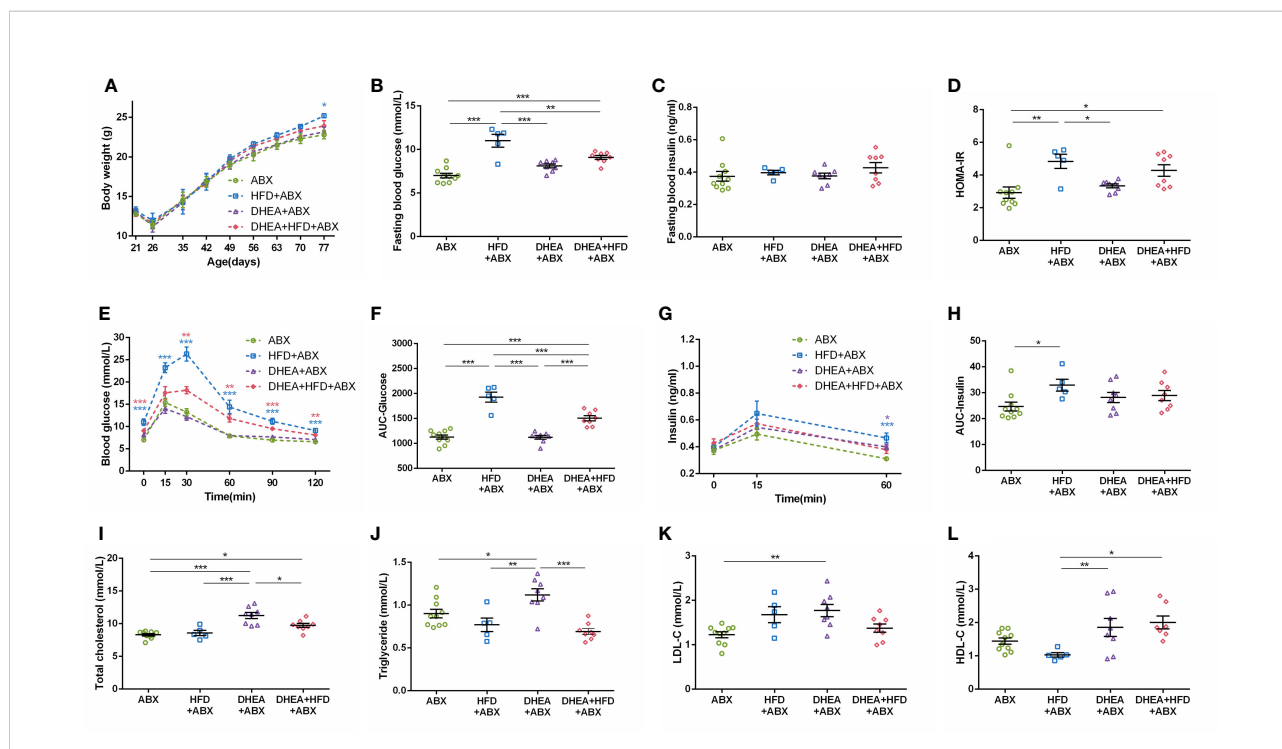 A
Body weight (g)
25
20
15
10
*
ABX
HFD+ABX
DHEA+ABX
DHEA+HFD+ABX
21 26 35 42 49 56 63 70 77
Age(days)
B
Fasting blood glucose (mmol/L)
15
10
5
0
***
**
*** ***
ABX HFD DHEA DHEA+HFD
+ABX +ABX +ABX
C
Fasting blood insulin (ng/ml)
0.8
0.6
0.4
0.2
0.0
ABX HFD DHEA DHEA+HFD
+ABX +ABX +ABX
D
HOMA-IR
8
6
4
2
0
*
** *
ABX HFD DHEA DHEA+HFD
+ABX +ABX +ABX
E
Blood glucose (mmol/L)
30
25
20
15
10
5
0
***
***
***
**
***
**
***
***
***
**
***
ABX
HFD+ABX
DHEA+ABX
DHEA+HFD+ABX
0 15 30 60 90 120
Time(min)
F
AUC-Glucose
3000
2500
2000
1500
1000
500
***
***
*** *** ***
ABX HFD DHEA DHEA+HFD
+ABX +ABX +ABX
G
Insulin (ng/ml)
1.2
1.0
0.8
0.6
0.4
0.2
ABX
HFD+ABX
DHEA+ABX
DHEA+HFD+ABX
*
***
0 15 60
Time(min)
H
AUC-Insulin
50
40
30
20
10
0
*
ABX HFD DHEA DHEA+HFD
+ABX +ABX +ABX
I
Total cholesterol (mmol/L)
20
15
10
5
0
*
***
*** *
ABX HFD DHEA DHEA+HFD
+ABX +ABX +ABX
J
Triglyceride (mmol/L)
1.5
1.0
0.5
0.0
*
** ***
ABX HFD DHEA DHEA+HFD
+ABX +ABX +ABX
K
LDL-C (mmol/L)
3
2
1
0
**
ABX HFD DHEA DHEA+HFD
+ABX +ABX +ABX
L
HDL-C (mmol/L)
4
3
2
1
0
*
**
ABX HFD DHEA DHEA+HFD
+ABX +ABX +ABX